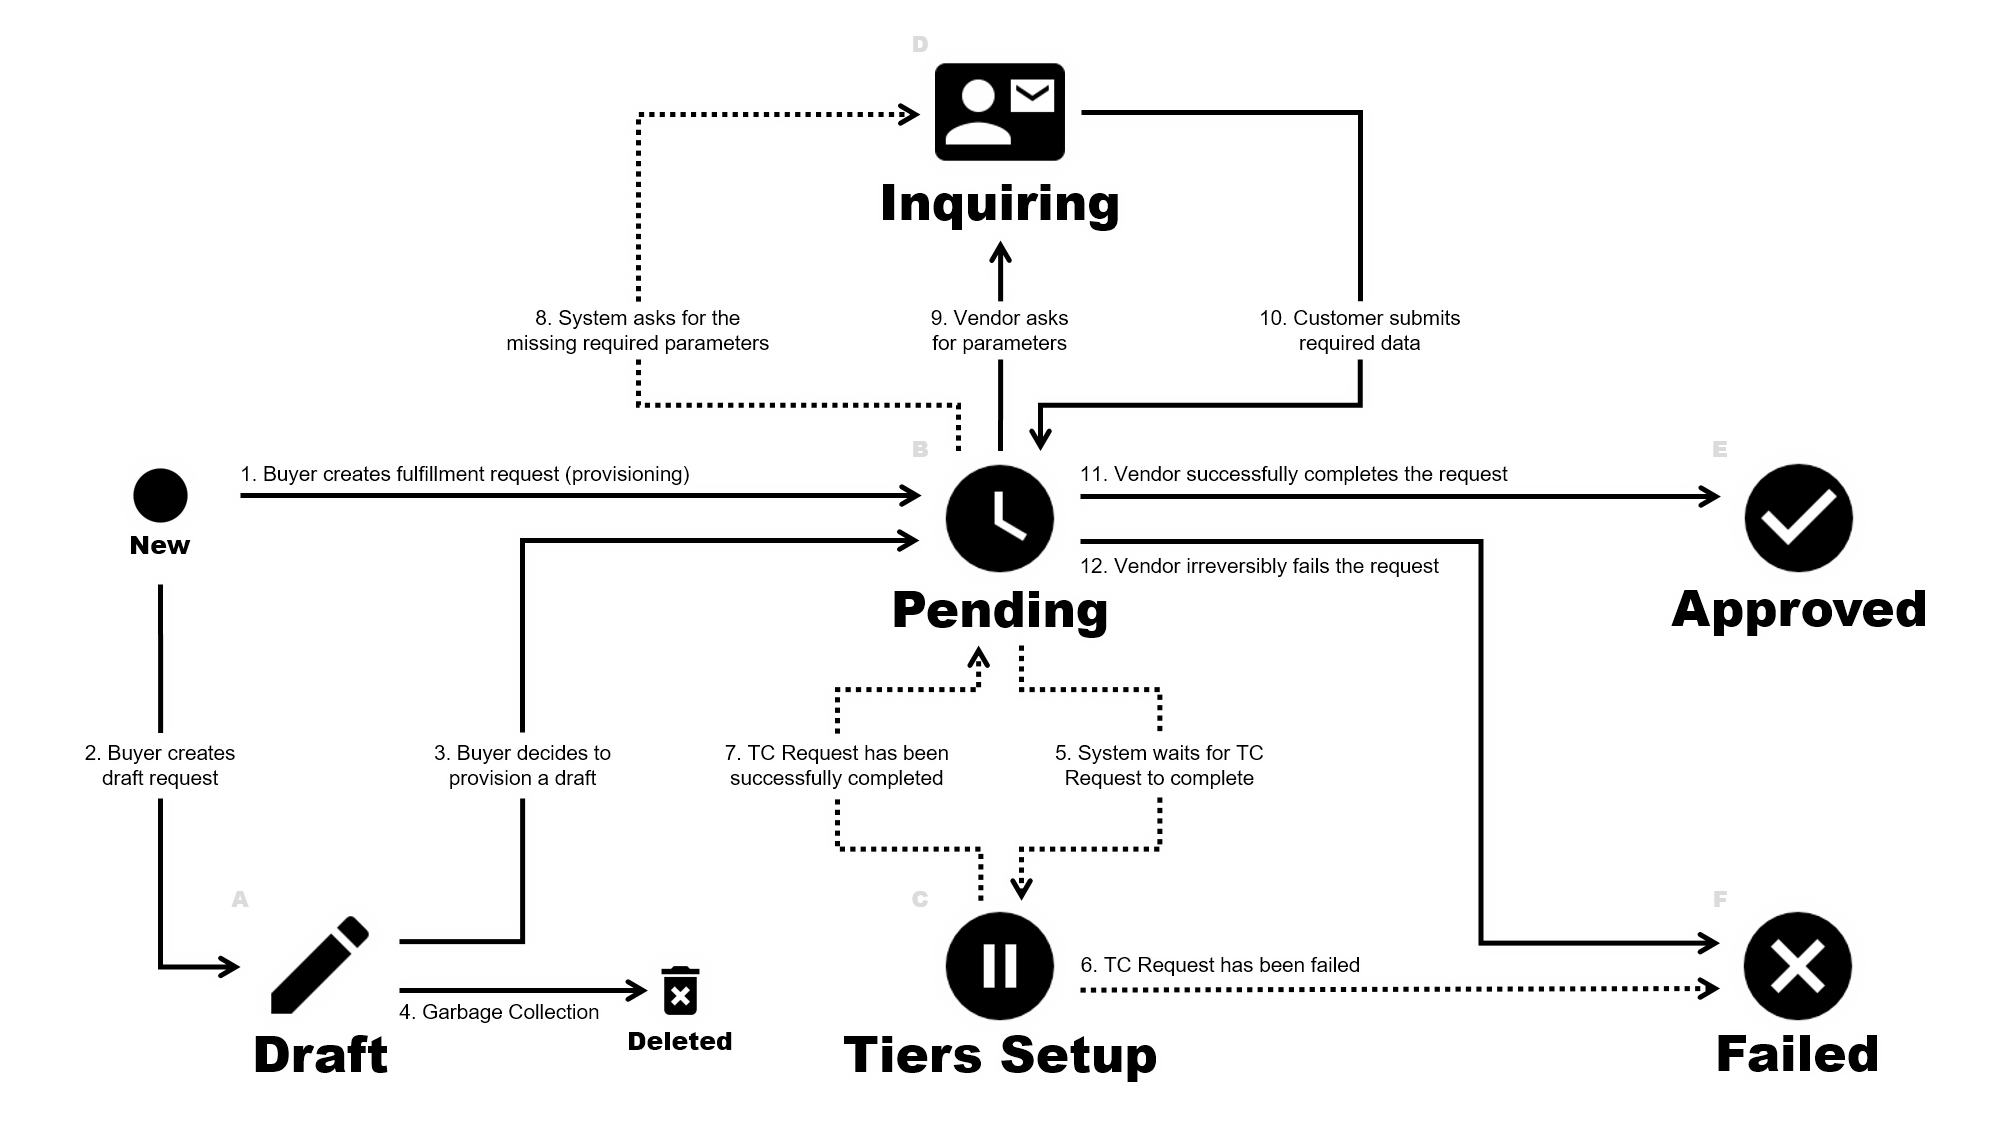 D
Inquiring
8. System asks for the
missing required parameters
9. Vendor asks
for parameters
10. Customer submits
required data
B
E
1. Buyer creates fulfillment request (provisioning)
11. Vendor successfully completes the request
New
12. Vendor irreversibly fails the request
Pending
Approved
2. Buyer creates
draft request
3. Buyer decides to
provision a draft
7. TC Request has been
successfully completed
5. System waits for TC
Request to complete
A
C
F
6. TC Request has been failed
4. Garbage Collection
Deleted
Draft
Tiers Setup
Failed